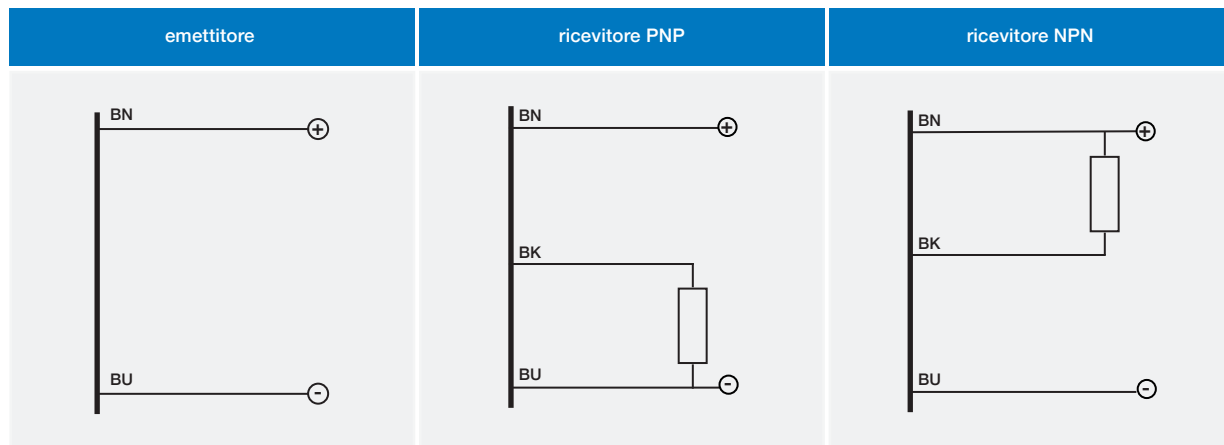 emettitore
ricevitore PNP
ricevitore NPN
BN
+
BU
-
BN
+
BK
BU
-
BN
+
BK
BU
-